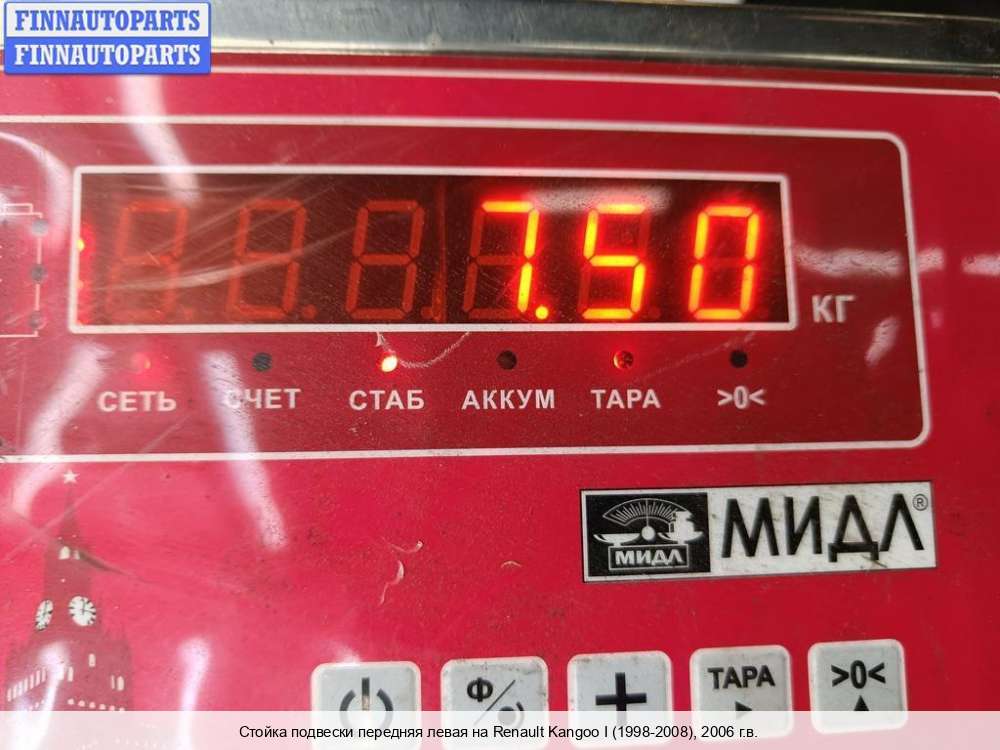 FINNAUTOPARTS
FINNAUTOPARTS
7.50
КГ
СЕТЬ СЧЕТ СТАБ АККУМ ТАРА >0<
МИДЛ МИДЛ®
Ф ТАРА >0<
Стойка подвески передняя левая на Renault Kangoo I (1998-2008), 2006 г.в.